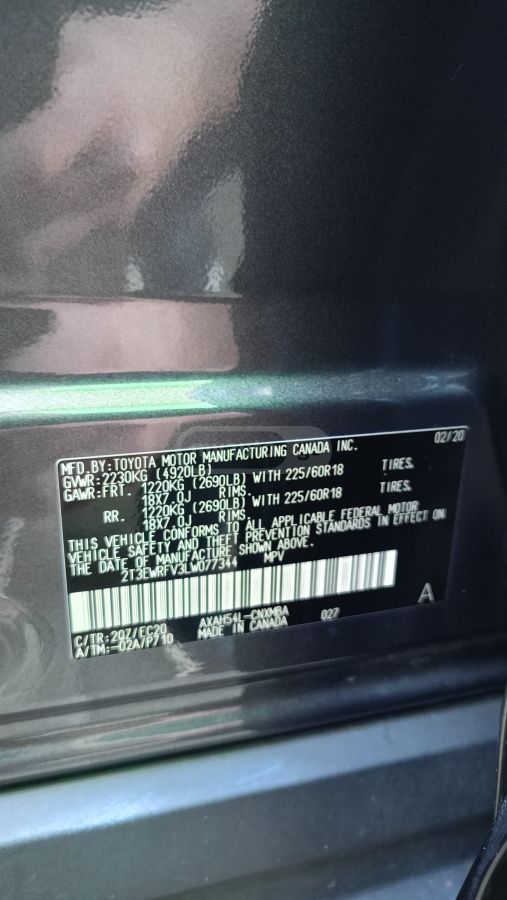 MFD.BY:TOYOTA MOTOR MANUFACTURING CANADA INC. 02/20
GVWR:2230KG (4920LB)
GAWR:FRT. 1220KG (2690LB) WITH 225/60R18 TIRES.
18X7.0J RIMS.
RR. 1220KG (2690LB) WITH 225/60R18 TIRES.
18X7.0J RIMS.
THIS VEHICLE CONFORMS TO ALL APPLICABLE FEDERAL MOTOR
VEHICLE SAFETY AND THEFT PREVENTION STANDARDS IN EFFECT ON
THE DATE OF MANUFACTURE SHOWN ABOVE.
2T3EWRFV3LW077344 MPV
AXAH54L-CNXMBA 027 A
C/TR:2QZ/EC20 MADE IN CANADA
A/TM:-02A/P710